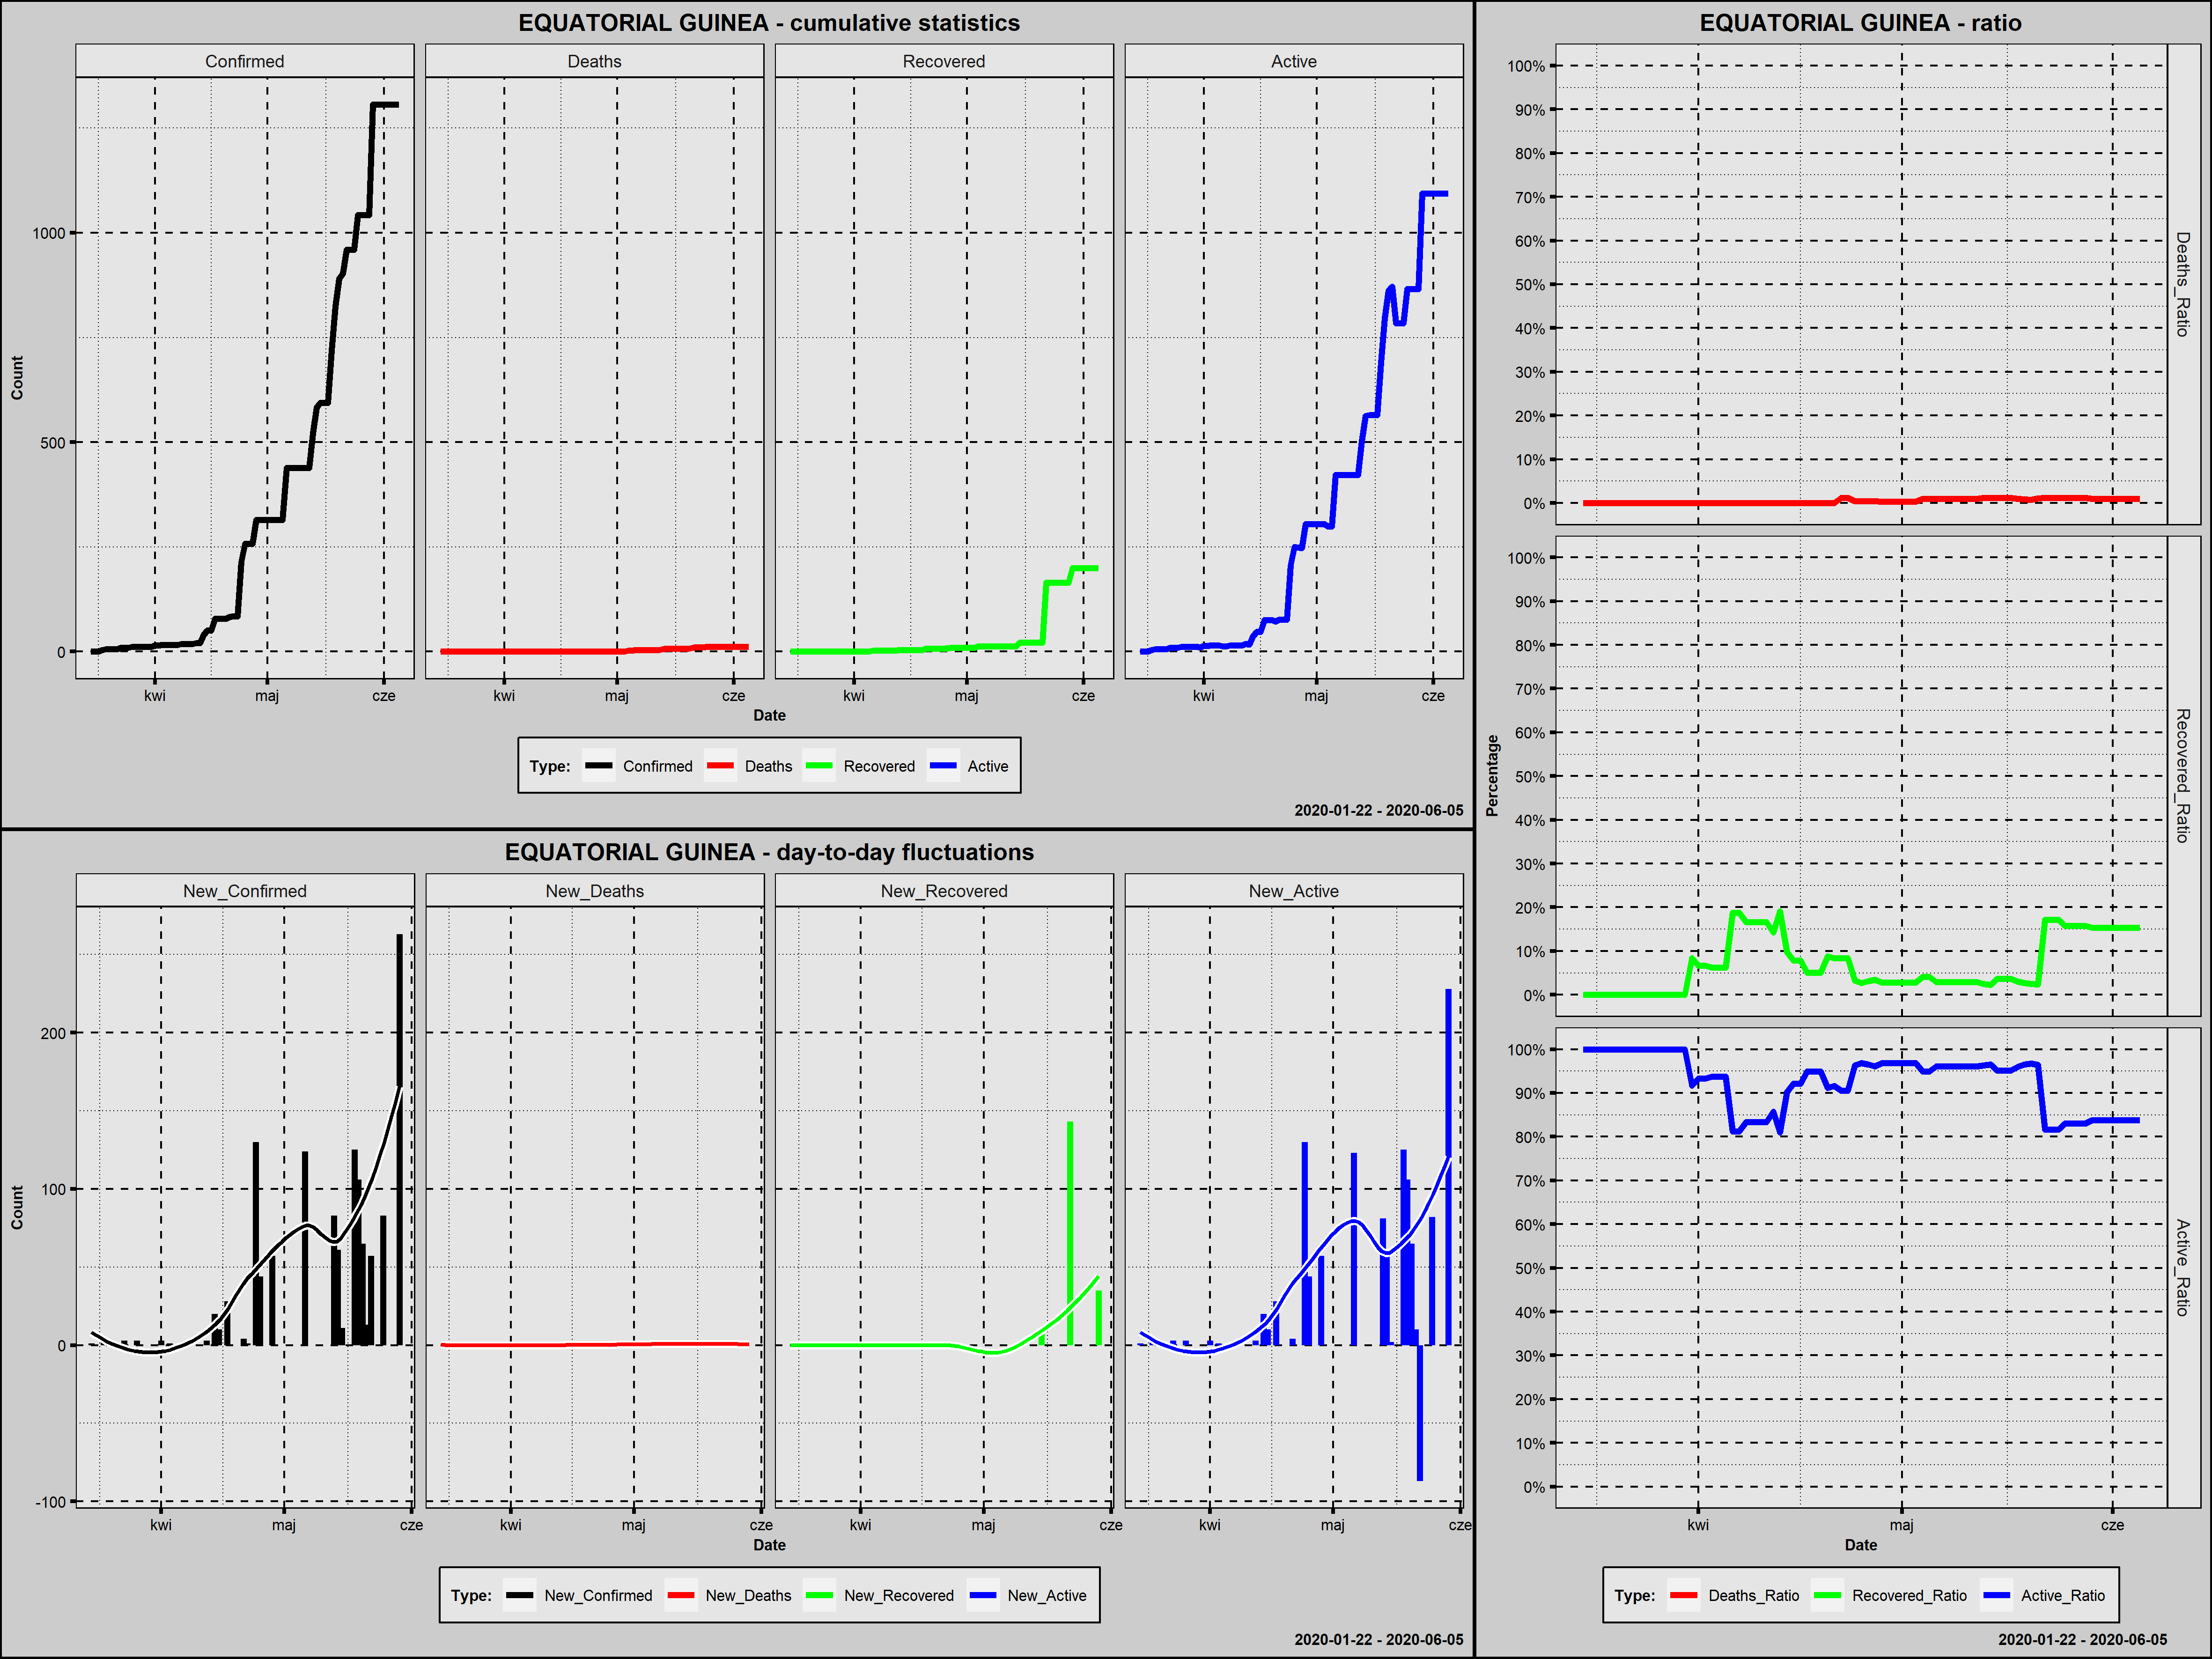 EQUATORIAL GUINEA - cumulative statistics
Confirmed Deaths Recovered Active
Count
1000
500
0
kwi maj cze kwi maj cze kwi maj cze kwi maj cze
Date
Type: Confirmed Deaths Recovered Active
2020-01-22 - 2020-06-05
EQUATORIAL GUINEA - day-to-day fluctuations
New_Confirmed New_Deaths New_Recovered New_Active
Count
200
100
0
-100
kwi maj cze kwi maj cze kwi maj cze kwi maj cze
Date
Type: New_Confirmed New_Deaths New_Recovered New_Active
2020-01-22 - 2020-06-05
EQUATORIAL GUINEA - ratio
Percentage
100%
90%
80%
70%
60%
50%
40%
30%
20%
10%
0%
Deaths_Ratio
100%
90%
80%
70%
60%
50%
40%
30%
20%
10%
0%
Recovered_Ratio
100%
90%
80%
70%
60%
50%
40%
30%
20%
10%
0%
Active_Ratio
kwi maj cze
Date
Type: Deaths_Ratio Recovered_Ratio Active_Ratio
2020-01-22 - 2020-06-05